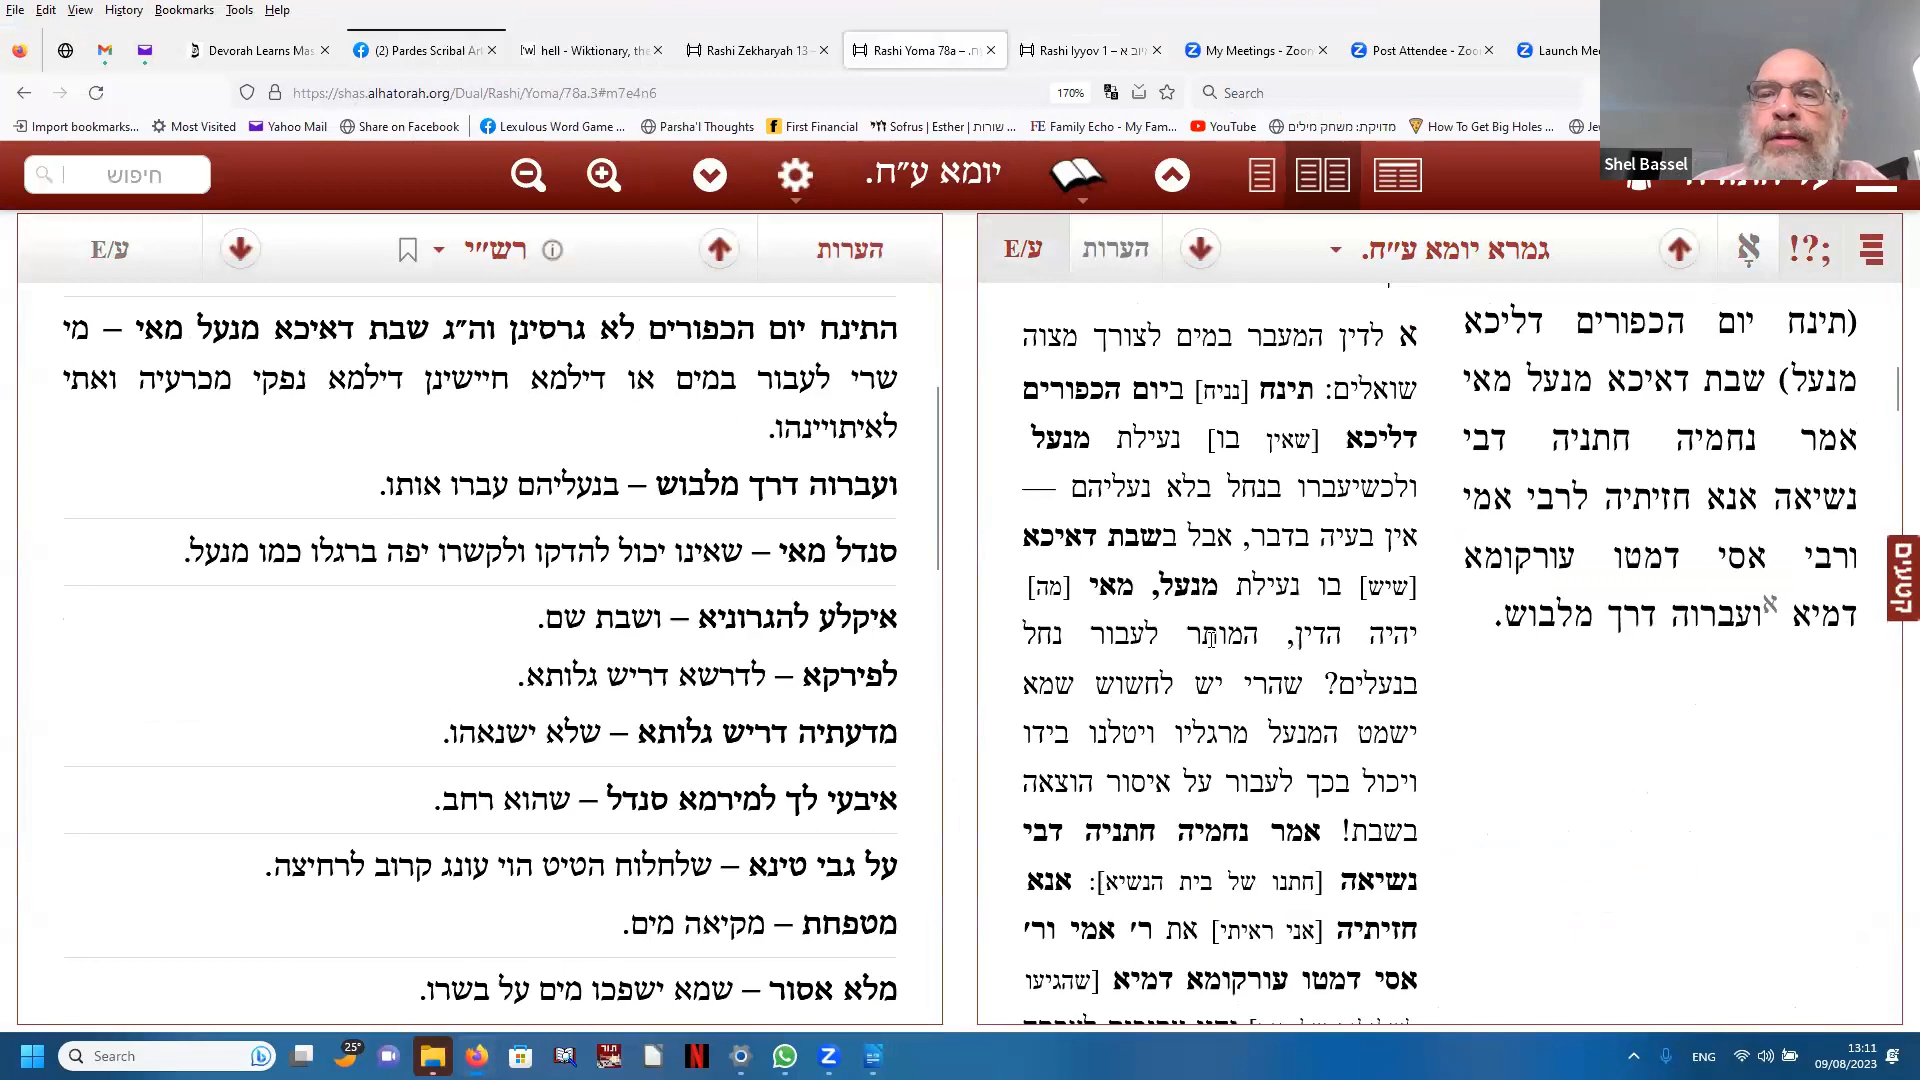 File Edit View History Bookmarks Tools Help
Devorah Learns Mas
(2) Pardes Scribal Ar
[w] hell - Wiktionary, the
Rashi Zekharyah 13 –
Rashi Yoma 78a –
Rashi Iyyov 1 – איוב א
My Meetings - Zoom
Post Attendee - Zoo
Launch Me
https://shas.alhatorah.org/Dual/Rashi/Yoma/78a.3#m7e4n6
170%
Search
Import bookmarks...
Most Visited
Yahoo Mail
Share on Facebook
Lexulous Word Game ...
Parsha'l Thoughts
First Financial
Sofrus | Esther | שורות ...
FE Family Echo - My Fam...
YouTube
מדויקת: משחק מילים
How To Get Big Holes ...
Shel Bassel
חיפוש
יומא ע״ח.
גמרא יומא ע״ח.
הערות
ע/E
!?;
אָ
(תינח יום הכפורים דליכא
מנעל) שבת דאיכא מנעל מאי
אמר נחמיה חתניה דבי
נשיאה אנא חזיתיה לרבי אמי
ורבי אסי דמטו עורקומא
דמיא אועברוה דרך מלבוש.
א לדין המעבר במים לצורך מצוה
שואלים: תינח [נניח] ביום הכפורים
דליכא [שאין בו] נעילת מנעל
ולכשיעברו בנחל בלא נעליהם —
אין בעיה בדבר, אבל בשבת דאיכא
[שיש] בו נעילת מנעל, מאי [מה]
יהיה הדין, המותר לעבור נחל
בנעלים? שהרי יש לחשוש שמא
ישמט המנעל מרגליו ויטלנו בידו
ויכול בכך לעבור על איסור הוצאה
בשבת! אמר נחמיה חתניה דבי
נשיאה [חתנו של בית הנשיא]: אנא
חזיתיה [אני ראיתי] את ר׳ אמי ור׳
אסי דמטו עורקומא דמיא [שהגיעו
קטעים
הערות
רש״י
ע/E
התינח יום הכפורים לא גרסינן וה״ג שבת דאיכא מנעל מאי – מי
שרי לעבור במים או דילמא חיישינן דילמא נפקי מכרעיה ואתי
לאיתויינהו.
ועברוה דרך מלבוש – בנעליהם עברו אותו.
סנדל מאי – שאינו יכול להדקו ולקשרו יפה ברגלו כמו מנעל.
איקלע להגרוניא – ושבת שם.
לפירקא – לדרשא דריש גלותא.
מדעתיה דריש גלותא – שלא ישנאהו.
איבעי לך למירמא סנדל – שהוא רחב.
על גבי טינא – שלחלוח הטיט הוי עונג קרוב לרחיצה.
מטפחת – מקיאה מים.
מלא אסור – שמא ישפכו מים על בשרו.
Search
25°
ENG
13:11
09/08/2023